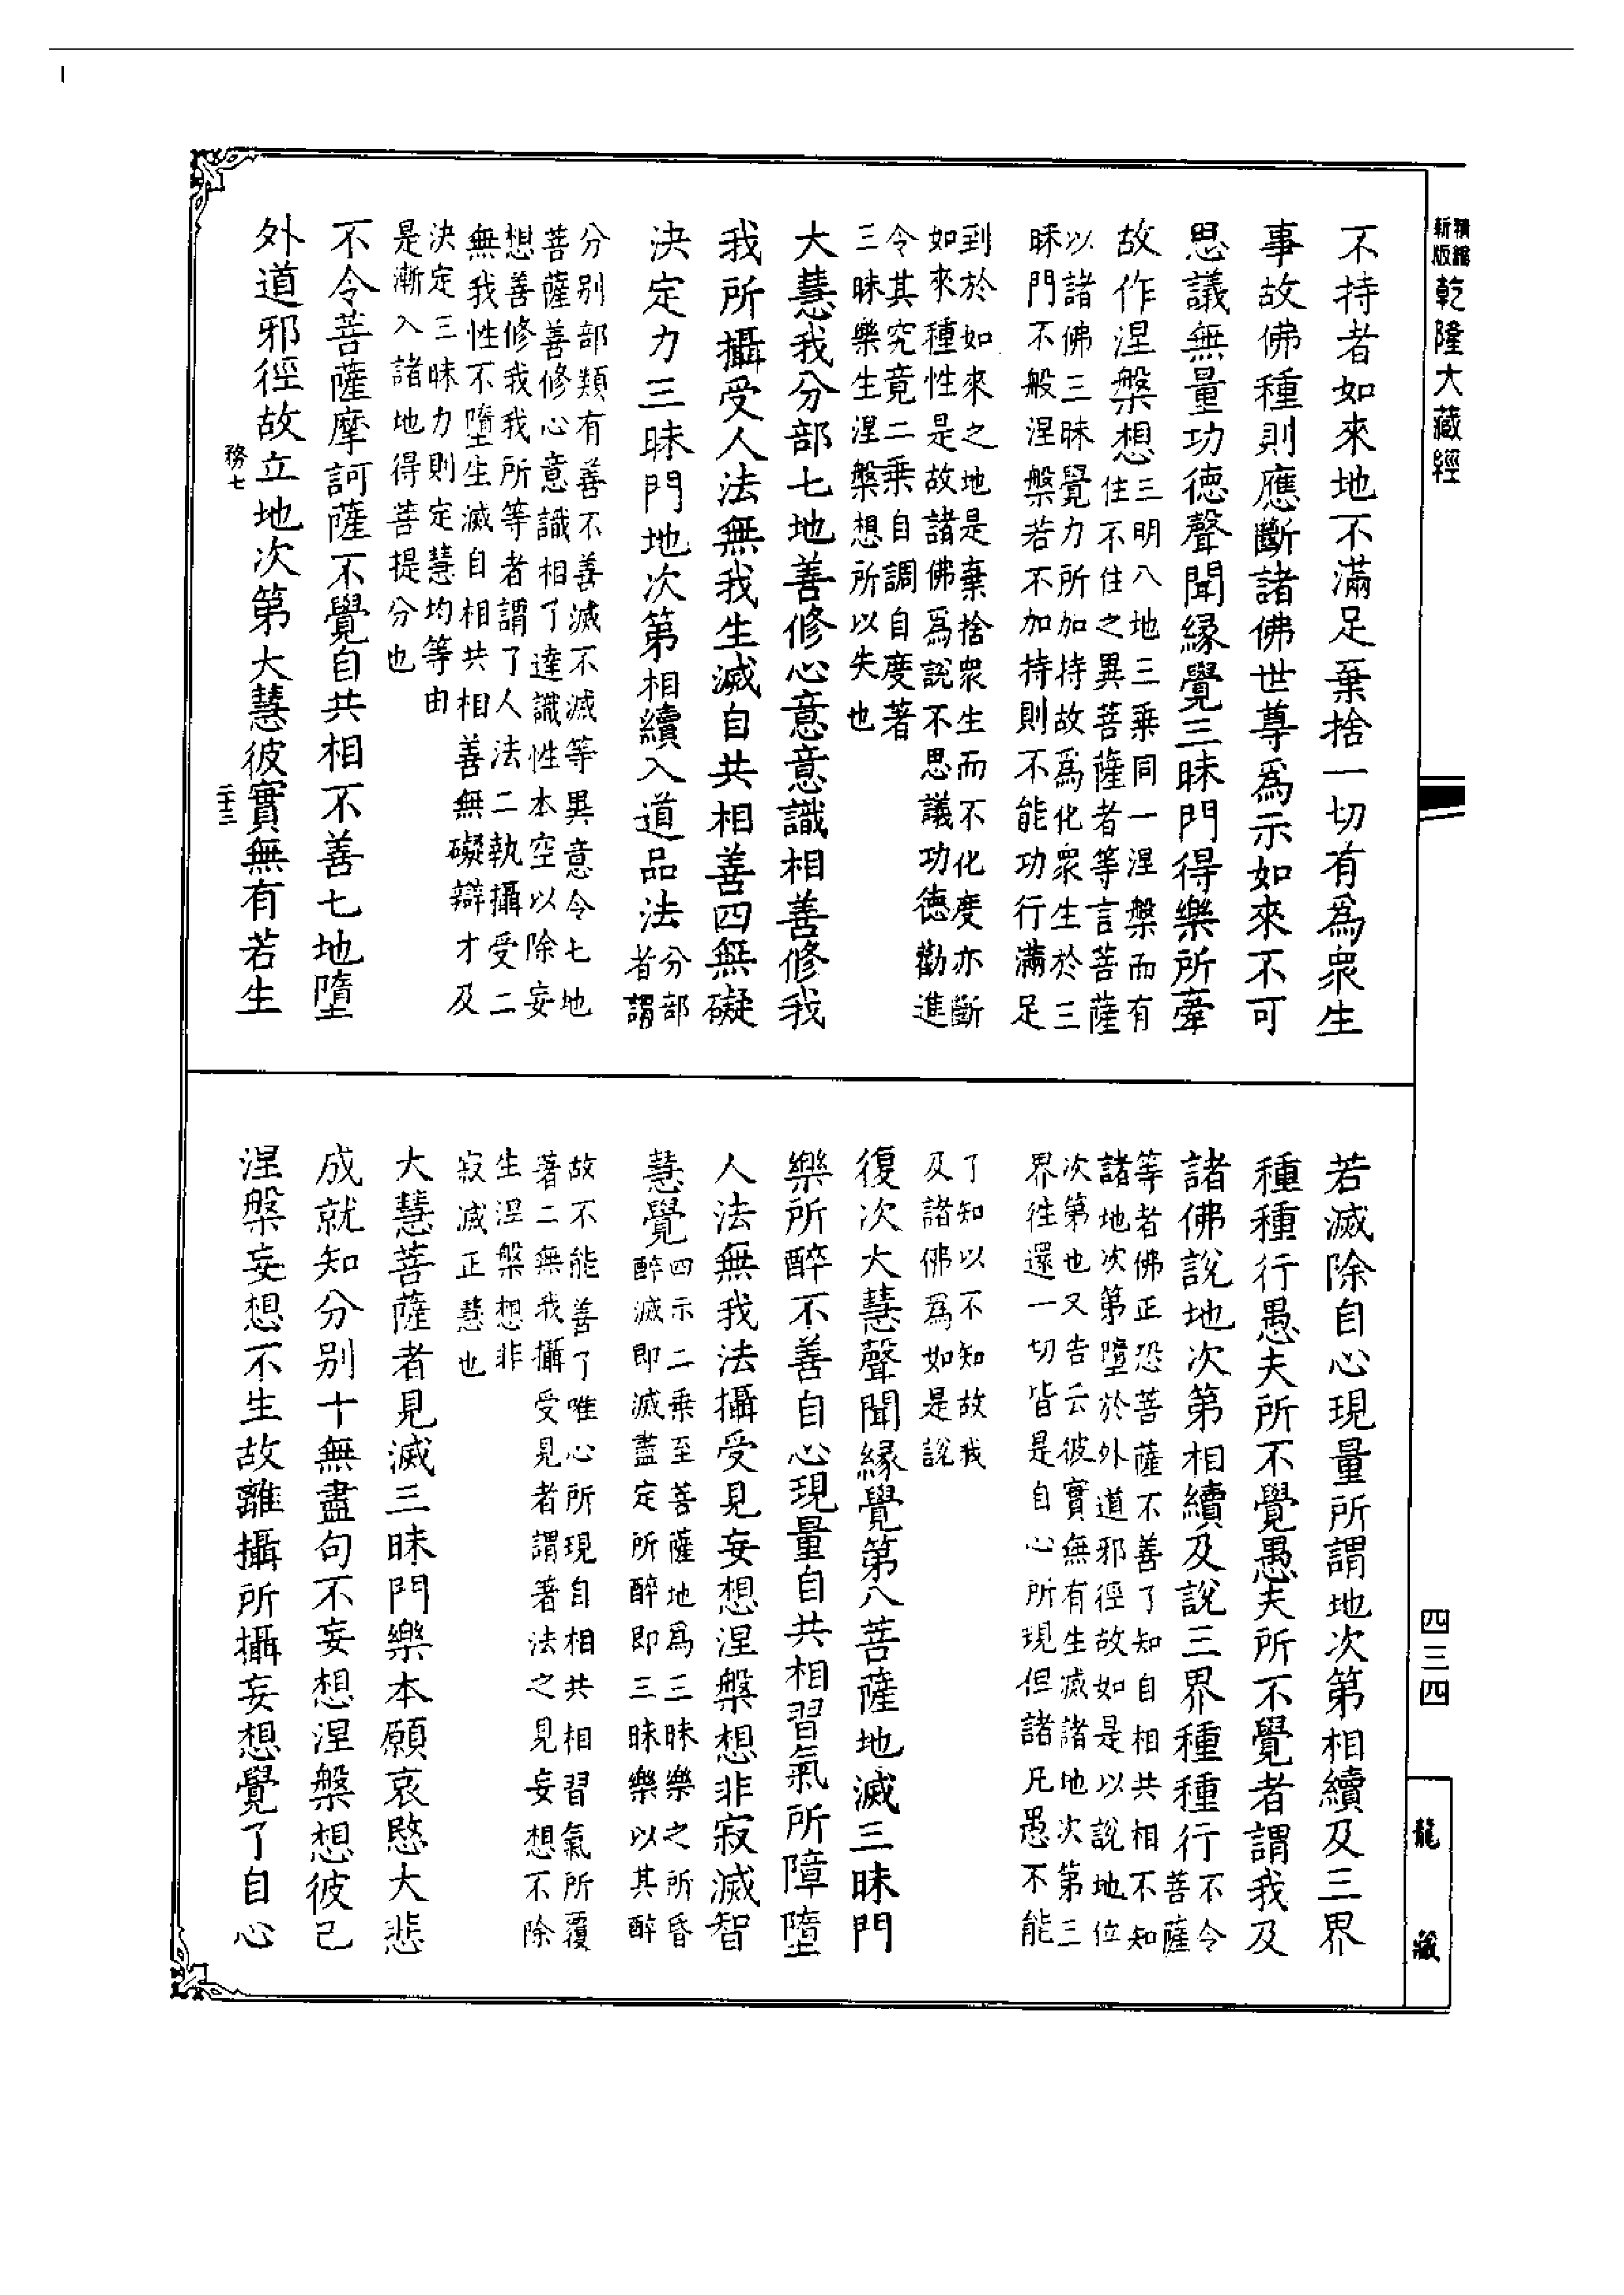 精編
新版
乾隆大藏經
不持者如來地不滿足棄捨一切有爲衆生
事故佛種則應斷諸佛世尊爲示如來不可
思議無量功德聲聞緣覺三昧門得樂所牽
故作涅槃想
三明八地三乘同一涅槃而有
住不住之異菩薩者等言菩薩
以諸佛三昧覺力所加持故爲化衆生於三
昧門不般涅槃若不加持則不能功行滿足
到於如來之地是棄捨衆生而不化度亦斷
如來種性是故諸佛爲說不思議功德勸進
令其究竟二乘自調自度著
三昧樂生涅槃想所以失也
大慧我分部七地善修心意意識相善修我
我所攝受人法無我生滅自共相善四無礙
決定力三昧門地次第相續入道品法
分部
者謂
分別部類有善不善滅不滅等異意令七地
菩薩善修心意識相了達識性本空以除妄
想善修我我所等者謂了人法二執攝受二
無我性不墮生滅自相共相善無礙辯才及
決定三昧力則定慧均等由
是漸入諸地得菩提分也
不令菩薩摩訶薩不覺自共相不善七地墮
外道邪徑故立地次第大慧彼實無有若生
務七
二十三
若滅除自心現量所謂地次第相續及三界
種種行愚夫所不覺愚夫所不覺者謂我及
諸佛說地次第相續及說三界種種行
不令
菩薩
等者佛正恐菩薩不善了知自相共相不知
諸地次第墮於外道邪徑故如是以說地位
次第也又告云彼實無有生滅諸地次第三
界往還一切皆是自心所現但諸凡愚不能
了知以不知故我
及諸佛爲如是說
復次大慧聲聞緣覺第八菩薩地滅三昧門
樂所醉不善自心現量自共相習氣所障墮
人法無我法攝受見妄想涅槃想非寂滅智
慧覺
四示二乘至菩薩地爲三昧樂之所昏
醉滅即滅盡定所醉即三昧樂以其醉
故不能善了唯心所現自相共相習氣所覆
著二無我攝受見者謂著法之見妄想不除
生涅槃想非
寂滅正慧也
大慧菩薩者見滅三昧門樂本願哀愍大悲
成就知分別十無盡句不妄想涅槃想彼已
涅槃妄想不生故離攝所攝妄想覺了自心
四三四
龍藏